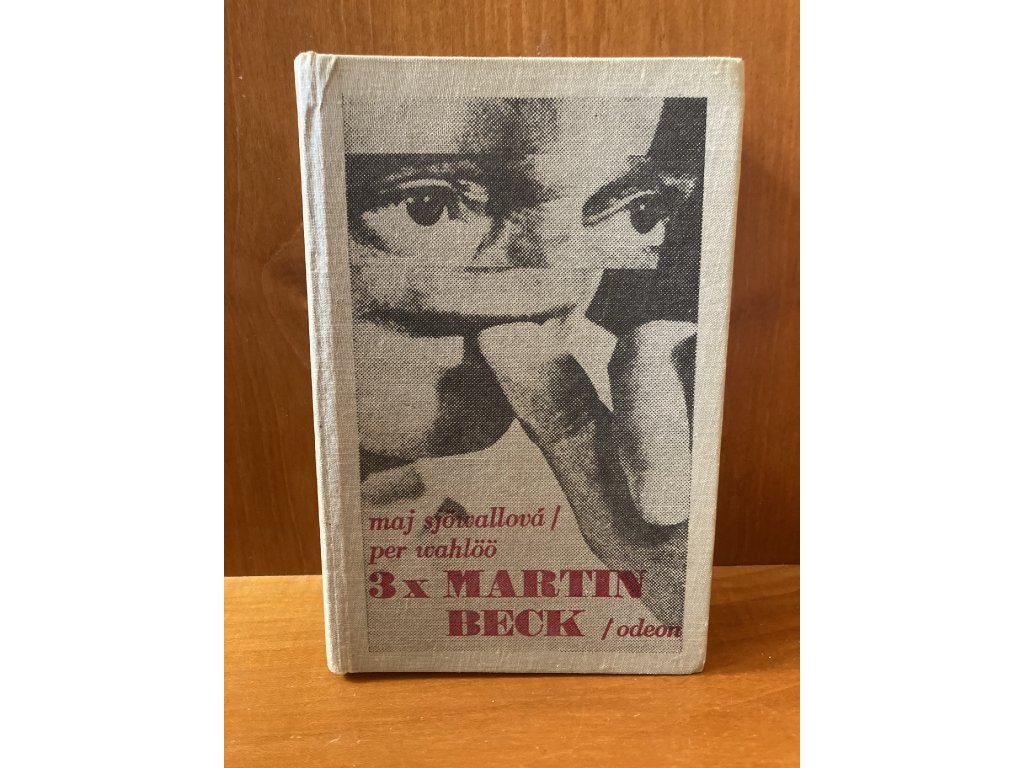 maj sjöwallová /
per wahlöö
3 x MARTIN
BECK / odeon